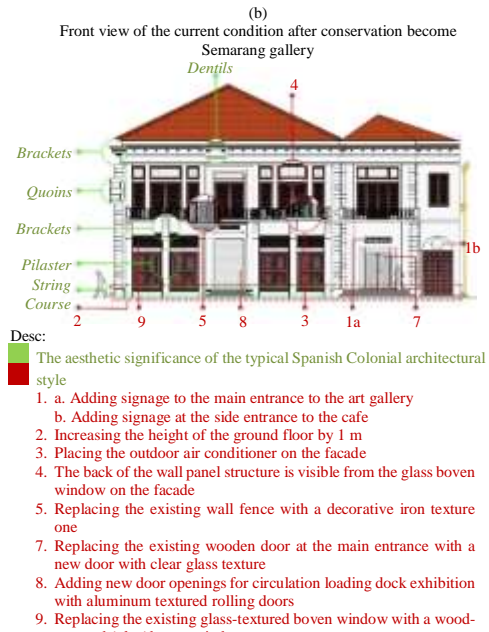 (b)
Front view of the current condition after conservation become
Semarang gallery
Dentils
4
Brackets
Quoins
Brackets
1b
Pilaster
String
Course
2
9
5
8
3
1a
7
Desc:
The aesthetic significance of the typical Spanish Colonial architectural
style
1. a. Adding signage to the main entrance to the art gallery
b. Adding signage at the side entrance to the cafe
2. Increasing the height of the ground floor by 1 m
3. Placing the outdoor air conditioner on the facade
4. The back of the wall panel structure is visible from the glass boven
window on the facade
5. Replacing the existing wall fence with a decorative iron texture
one
7. Replacing the existing wooden door at the main entrance with a
new door with clear glass texture
8. Adding new door openings for circulation loading dock exhibition
with aluminum textured rolling doors
9. Replacing the existing glass-textured boven window with a wood-